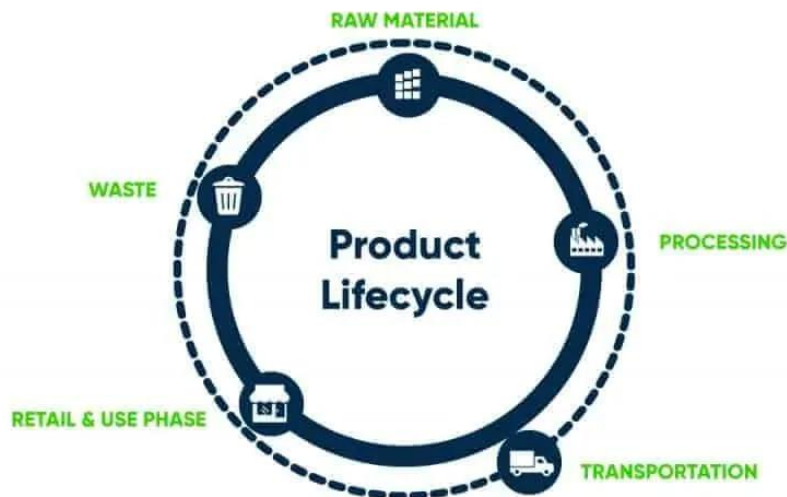 RAW MATERIAL
WASTE
Product
Lifecycle
PROCESSING
RETAIL & USE PHASE
TRANSPORTATION